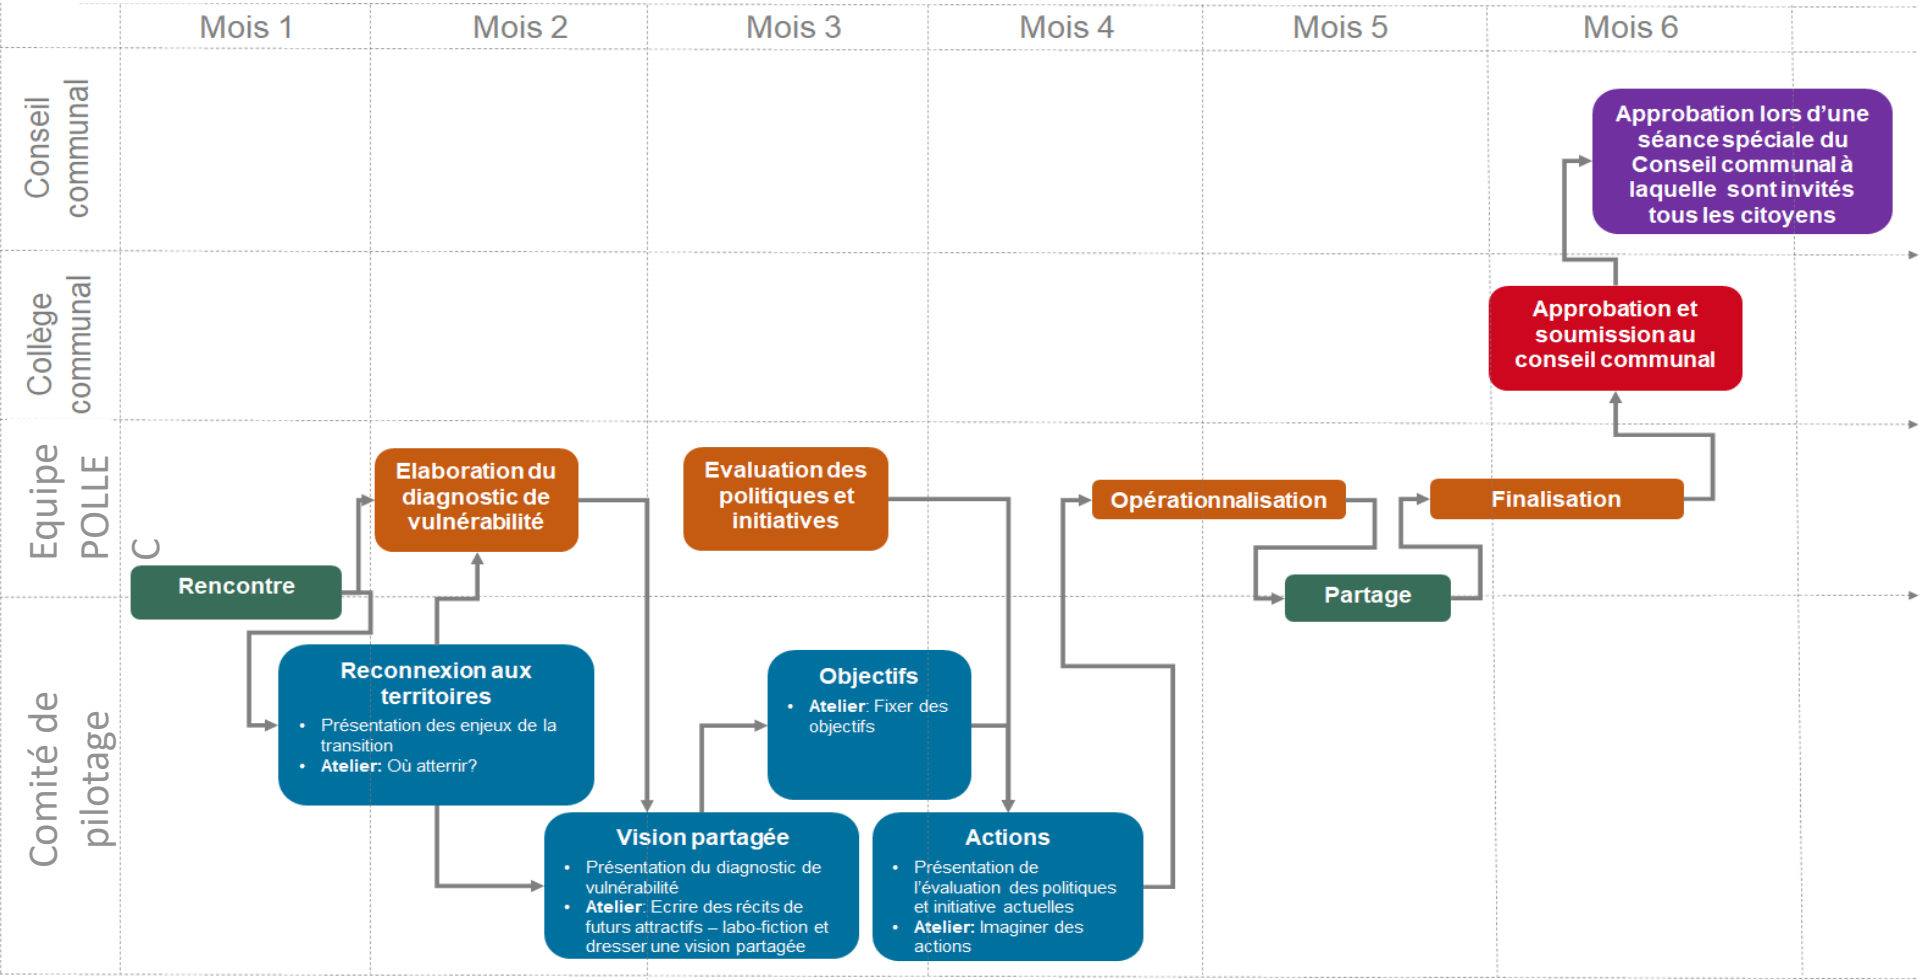 Mois 1
Mois 2
Mois 3
Mois 4
Mois 5
Mois 6
Conseil
communal
Approbation lors d’une
séance spéciale du
Conseil communal à
laquelle sont invités
tous les citoyens
Collège
communal
Approbation et
soumission au
conseil communal
Equipe
POLLE
C
Elaboration du
diagnostic de
vulnérabilité
Evaluation des
politiques et
initiatives
Opérationnalisation
Finalisation
Rencontre
Partage
Comité de
pilotage
Reconnexion aux
territoires
• Présentation des enjeux de la
transition
• Atelier: Où atterrir?
Objectifs
• Atelier: Fixer des
objectifs
Vision partagée
• Présentation du diagnostic de
vulnérabilité
• Atelier: Ecrire des récits de
futurs attractifs – labo-fiction et
dresser une vision partagée
Actions
• Présentation de
l’évaluation des politiques
et initiative actuelles
• Atelier: Imaginer des
actions